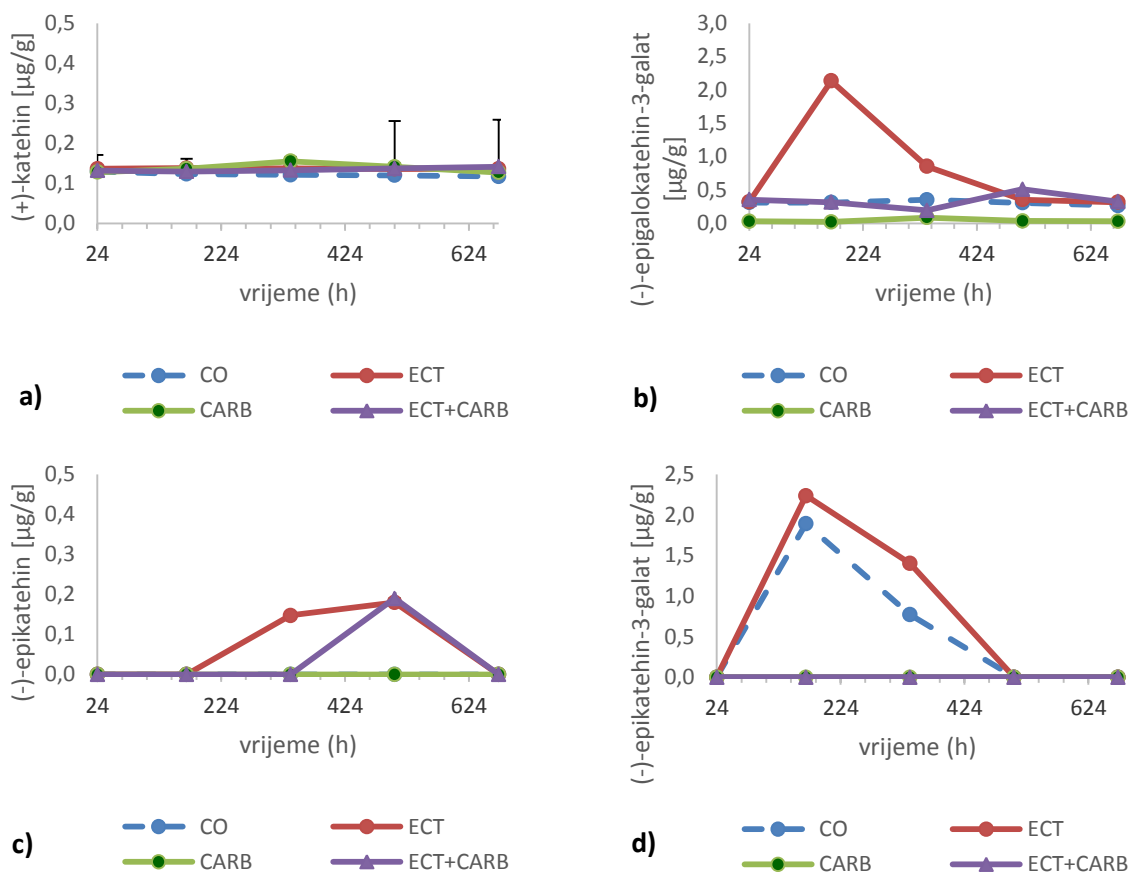 (+)-katehin [µg/g]
0,5
0,4
0,3
0,2
0,1
0,0
24 224 424 624
vrijeme (h)
CO ECT
CARB ECT+CARB
a)
(-)-epigalokatehin-3-galat
[µg/g]
3,0
2,5
2,0
1,5
1,0
0,5
0,0
24 224 424 624
vrijeme (h)
CO ECT
CARB ECT+CARB
b)
(-)-epikatehin [µg/g]
0,5
0,4
0,3
0,2
0,1
0,0
24 224 424 624
vrijeme (h)
CO ECT
CARB ECT+CARB
c)
(-)-epikatehin-3-galat [µg/g]
2,5
2,0
1,5
1,0
0,5
0,0
24 224 424 624
vrijeme (h)
CO ECT
CARB ECT+CARB
d)